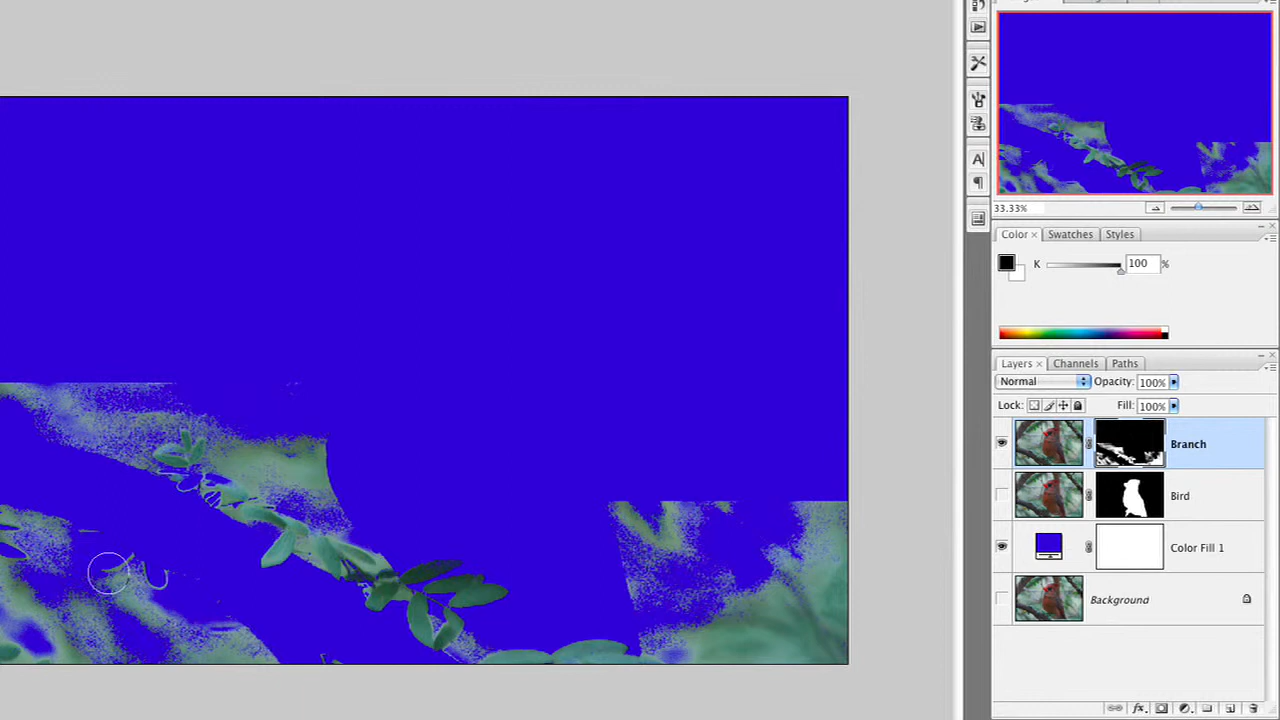 33.33%
Color × Swatches Styles
K 100 %
Layers × Channels Paths
Normal Opacity: 100%
Lock: Fill: 100%
Branch
Bird
Color Fill 1
Background